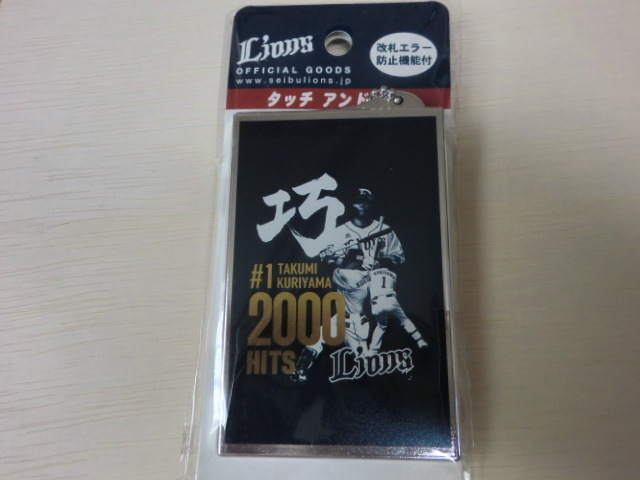 Lions
OFFICIAL GOODS
www.seibulions.jp
改札エラー
防止機能付
タッチ アンド
巧
#1 TAKUMI
KURIYAMA
1
2000
HITS
Lions